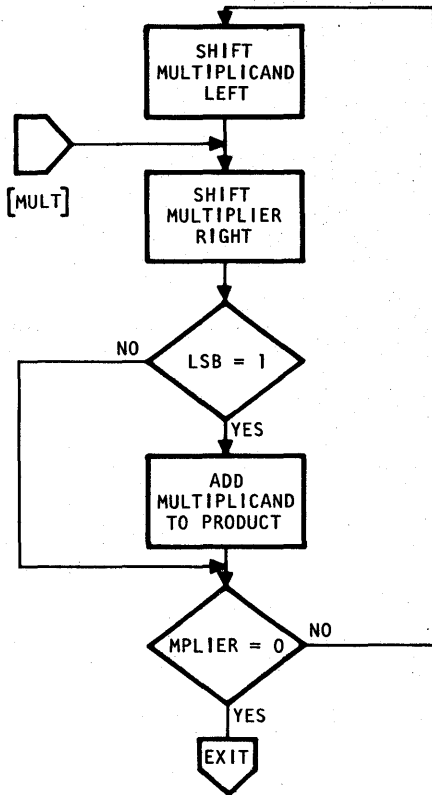 SHIFT
MULTIPLICAND
LEFT
[MULT]
SHIFT
MULTIPLIER
RIGHT
NO
LSB = 1
YES
ADD
MULTIPLICAND
TO PRODUCT
MPLIER = 0
NO
YES
EXIT